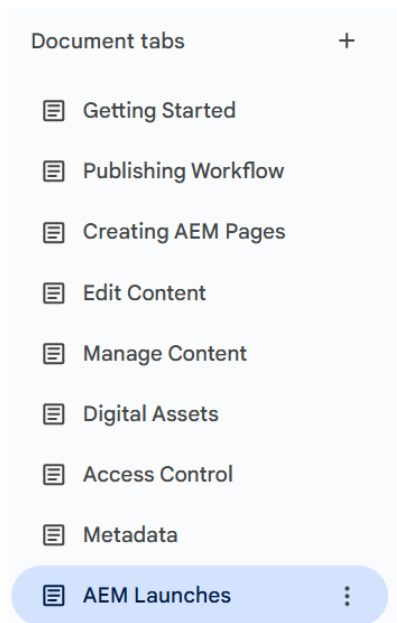 Document tabs +
Getting Started
Publishing Workflow
Creating AEM Pages
Edit Content
Manage Content
Digital Assets
Access Control
Metadata
AEM Launches